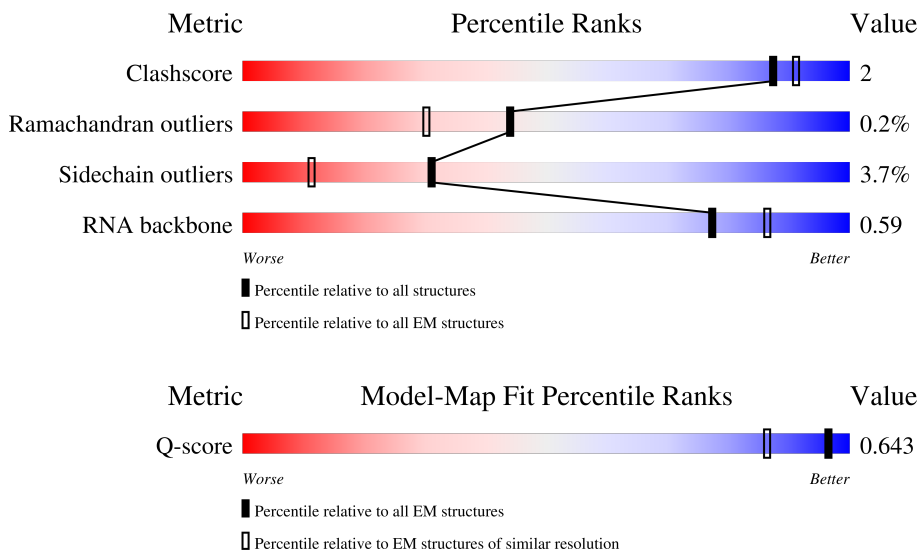 Metric Percentile Ranks Value
Clashscore 2
Ramachandran outliers 0.2%
Sidechain outliers 3.7%
RNA backbone 0.59
Worse Better
Percentile relative to all structures
Percentile relative to all EM structures
Metric Model-Map Fit Percentile Ranks Value
Q-score 0.643
Worse Better
Percentile relative to all EM structures
Percentile relative to EM structures of similar resolution